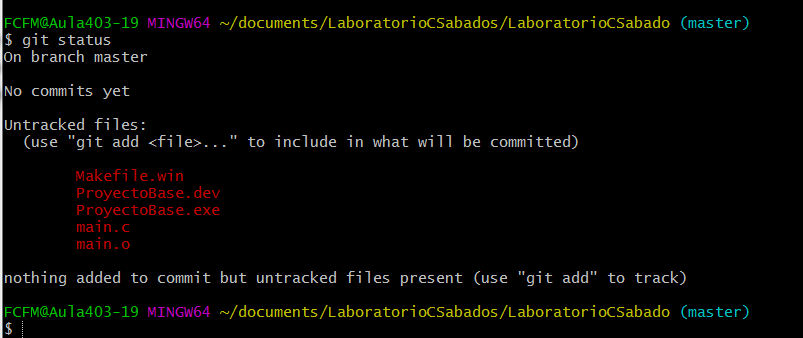 FCFM@Aula403-19 MINGW64 ~/documents/LaboratorioCSabados/LaboratorioCSabado (master)
$ git status
On branch master
No commits yet
Untracked files:
(use "git add <file>..." to include in what will be committed)
Makefile.win
ProyectoBase.dev
ProyectoBase.exe
main.c
main.o
nothing added to commit but untracked files present (use "git add" to track)
FCFM@Aula403-19 MINGW64 ~/documents/LaboratorioCSabados/LaboratorioCSabado (master)
$